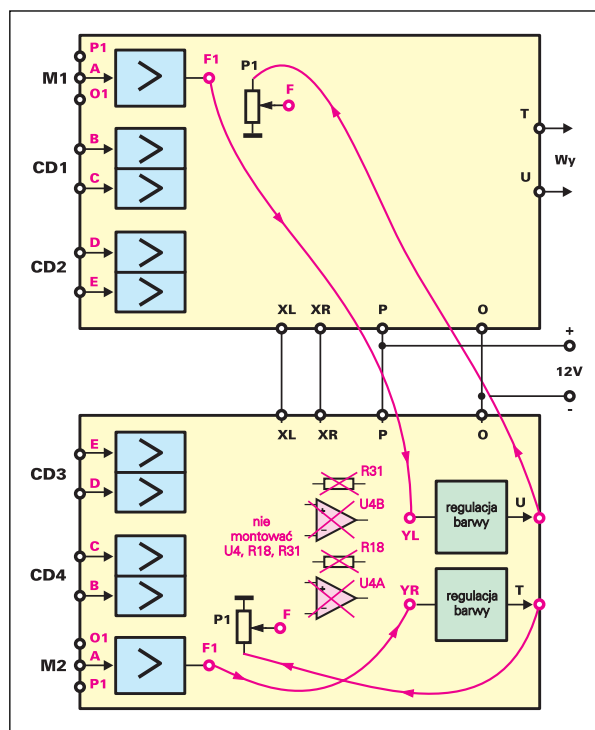 P1
A
M1
O1
F1
P1
F
B
CD1
C
D
CD2
E
T
Wy
U
XL
XR
P
O
+
12V
-
XL
XR
P
O
E
CD3
D
R31
U4B
nie
montować
U4, R18, R31
R18
U4A
YL
regulacja
barwy
U
C
CD4
B
P1
F
YR
regulacja
barwy
T
O1
A
M2
P1
F1